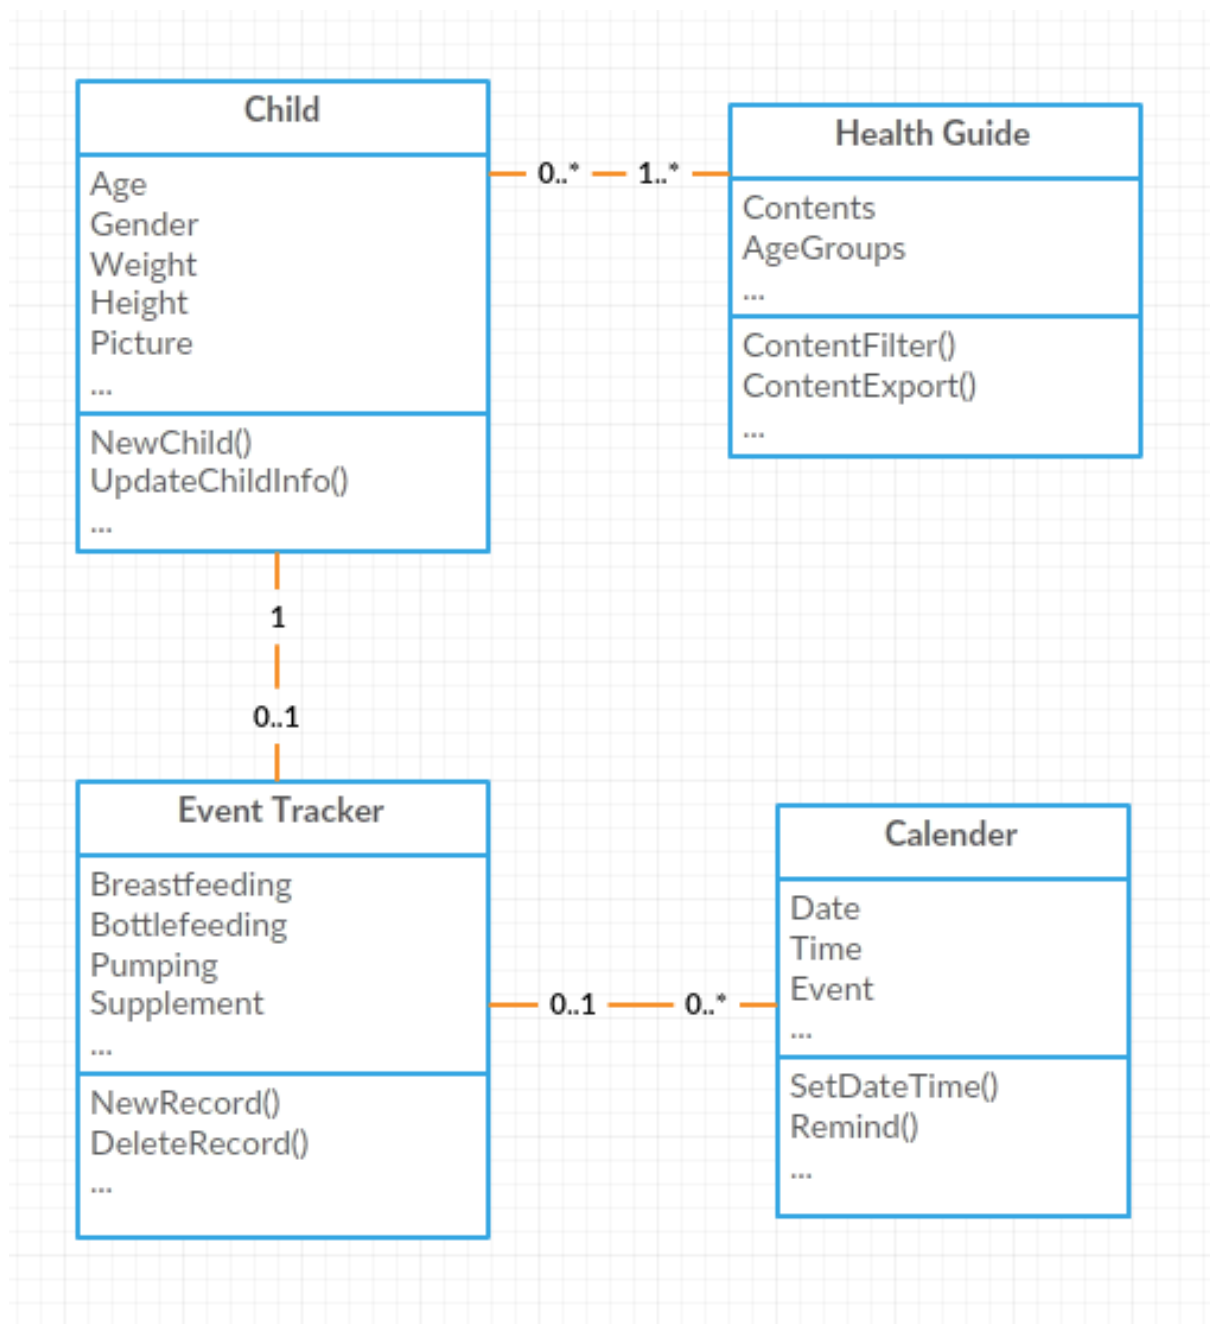 Child
Age
Gender
Weight
Height
Picture
...
NewChild()
UpdateChildInfo()
...
0..* 1..*
Health Guide
Contents
AgeGroups
...
ContentFilter()
ContentExport()
...
1
0..1
Event Tracker
Breastfeeding
Bottlefeeding
Pumping
Supplement
...
NewRecord()
DeleteRecord()
...
0..1 0..*
Calender
Date
Time
Event
...
SetDateTime()
Remind()
...